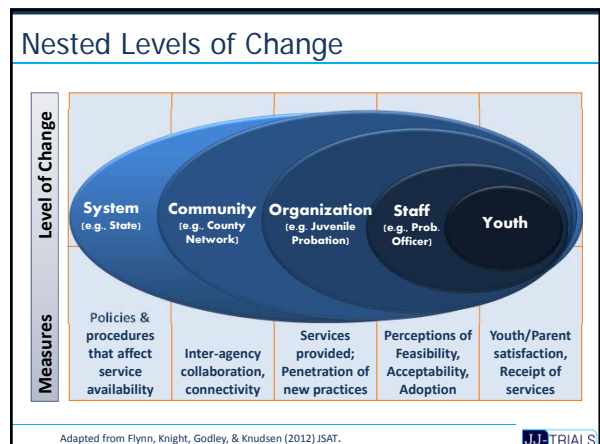 Nested Levels of Change
Level of Change
System
(e.g., State)
Community
(e.g., County
Network)
Organization
(e.g. Juvenile
Probation)
Staff
(e.g., Prob.
Officer)
Youth
Measures
Policies &
procedures
that affect
service
availability
Inter-agency
collaboration,
connectivity
Services
provided;
Penetration of
new practices
Perceptions of
Feasibility,
Acceptability,
Adoption
Youth/Parent
satisfaction,
Receipt of
services
Adapted from Flynn, Knight, Godley, & Knudsen (2012) JSAT.
JJ-TRIALS